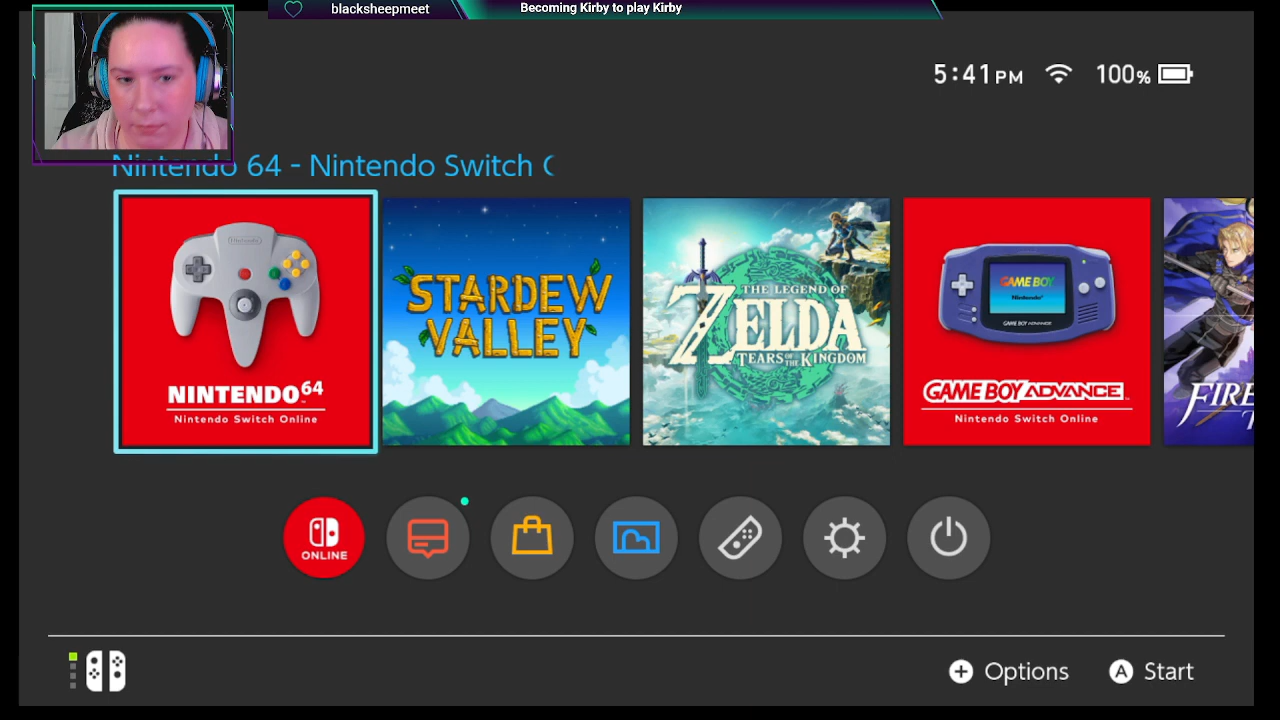 blacksheepmeet
Becoming Kirby to play Kirby
5:41 PM
100%
Nintendo 64 - Nintendo Switch
Nintendo
NINTENDO 64
Nintendo Switch Online
STARDEW
VALLEY
THE LEGEND OF
ZELDA
TEARS OF THE KINGDOM
GAME BOY
Nintendo
GAME BOY ADVANCE
GAME BOY ADVANCE
Nintendo Switch Online
FIRE
ONLINE
Options
A Start